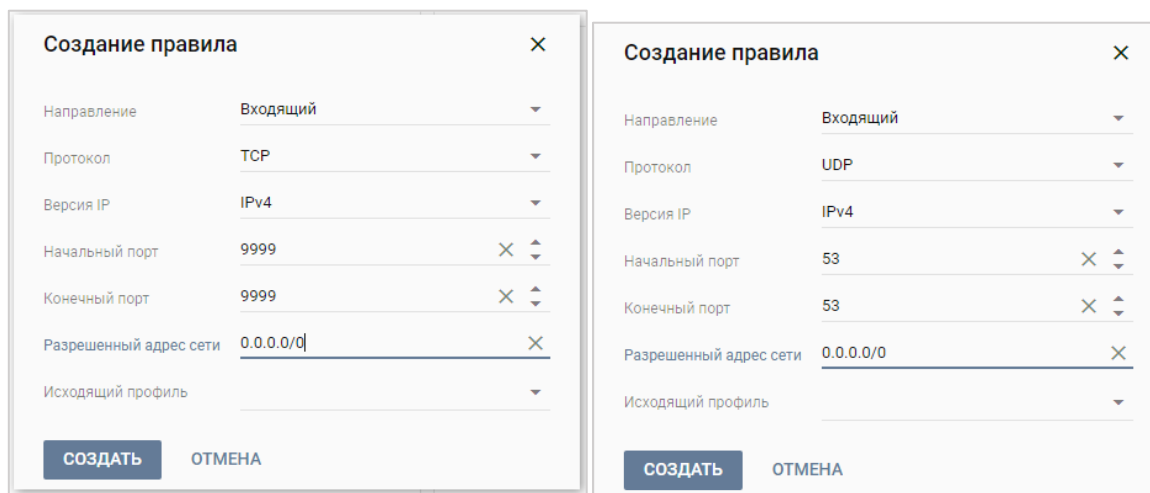 Создание правила
Направление Входящий
Протокол TCP
Версия IP IPv4
Начальный порт 9999
Конечный порт 9999
Разрешенный адрес сети 0.0.0.0/0
Исходящий профиль
СОЗДАТЬ ОТМЕНА
Создание правила
Направление Входящий
Протокол UDP
Версия IP IPv4
Начальный порт 53
Конечный порт 53
Разрешенный адрес сети 0.0.0.0/0
Исходящий профиль
СОЗДАТЬ ОТМЕНА